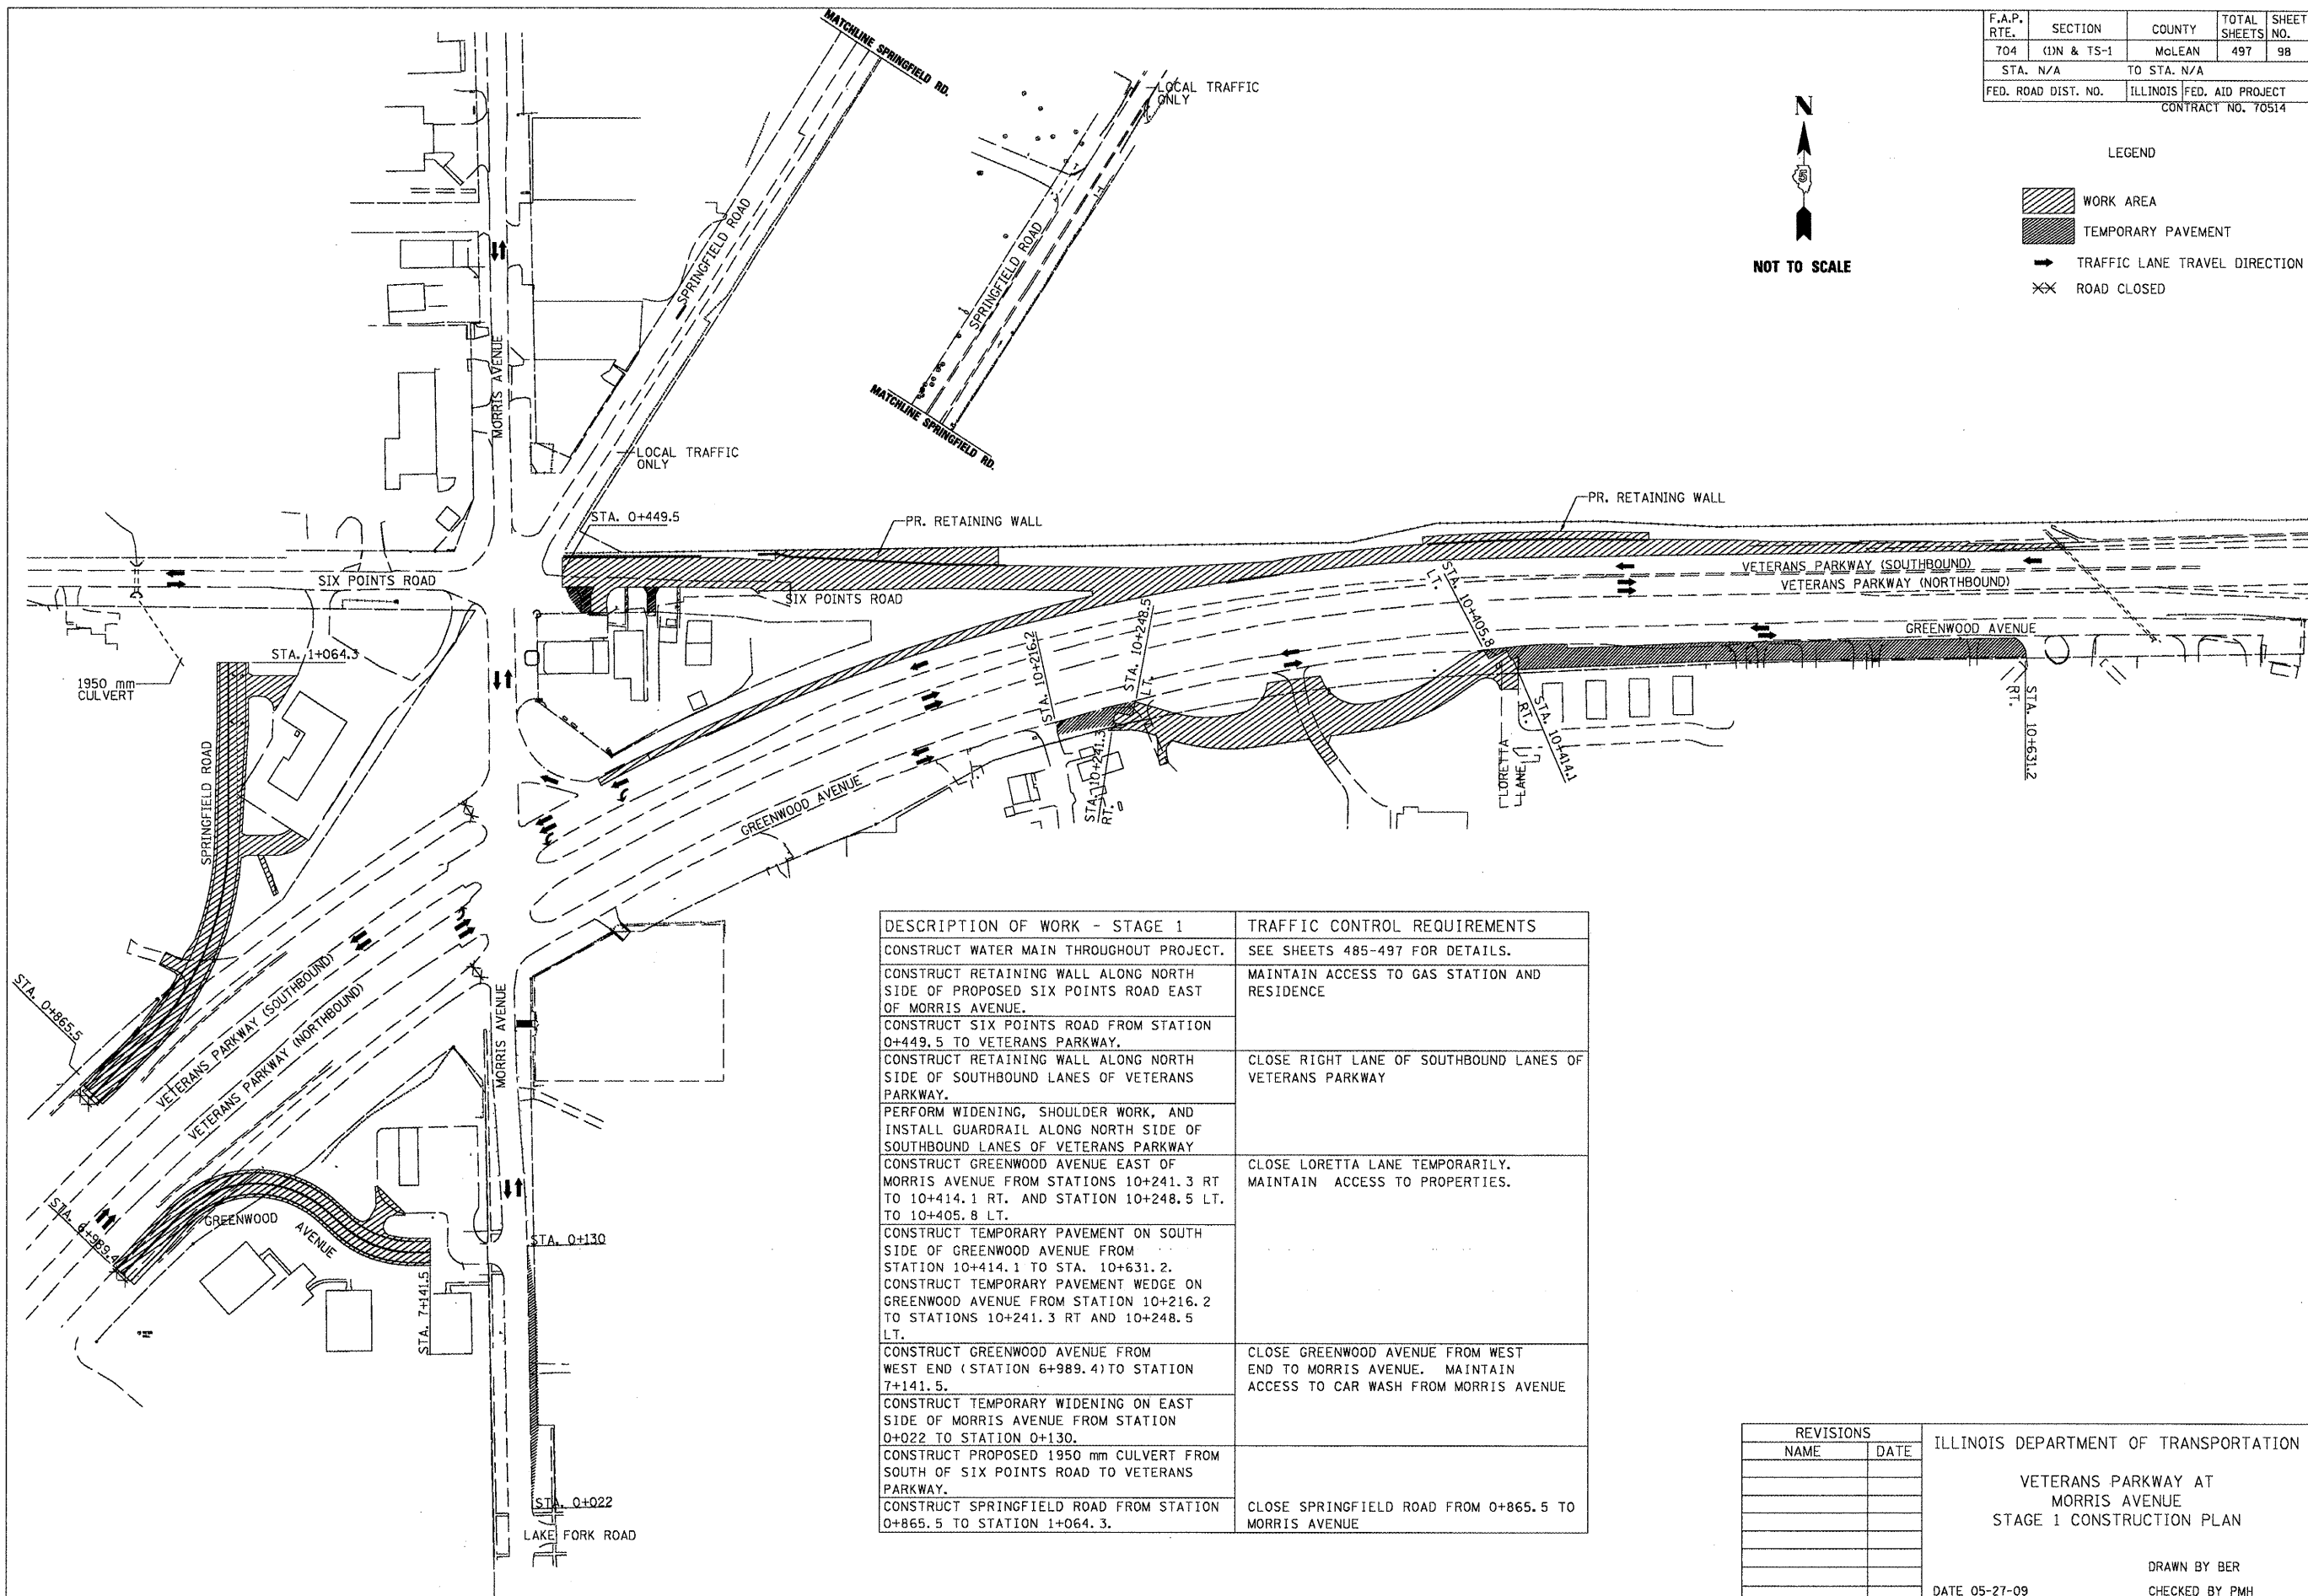 F.A.P. RTE. SECTION COUNTY TOTAL SHEETS SHEET NO.
704 (1)N & TS-1 McLEAN 497 98
STA. N/A TO STA. N/A
FED. ROAD DIST. NO. ILLINOIS FED. AID PROJECT
CONTRACT NO. 70514
N
5
NOT TO SCALE
LEGEND
WORK AREA
TEMPORARY PAVEMENT
TRAFFIC LANE TRAVEL DIRECTION
ROAD CLOSED
MATCHLINE SPRINGFIELD RD.
LOCAL TRAFFIC
ONLY
SPRINGFIELD ROAD
SPRINGFIELD ROAD
MATCHLINE SPRINGFIELD RD.
MORRIS AVENUE
LOCAL TRAFFIC
ONLY
STA. 0+449.5
PR. RETAINING WALL
PR. RETAINING WALL
SIX POINTS ROAD
SIX POINTS ROAD
VETERANS PARKWAY (SOUTHBOUND)
VETERANS PARKWAY (NORTHBOUND)
GREENWOOD AVENUE
STA. 1+064.3
1950 mm
CULVERT
STA. 10+216.2
STA. 10+248.5
LT.
STA. 10+405.8
LT.
STA. 10+241.3
RT.
STA. 10+414.1
RT.
LORETTA
LANE
STA. 10+631.2
RT.
GREENWOOD AVENUE
SPRINGFIELD ROAD
STA. 0+865.5
VETERANS PARKWAY (SOUTHBOUND)
VETERANS PARKWAY (NORTHBOUND)
MORRIS AVENUE
STA. 6+989.4
GREENWOOD
AVENUE
STA. 7+141.5
STA. 0+130
STA. 0+022
LAKE FORK ROAD
DESCRIPTION OF WORK - STAGE 1
TRAFFIC CONTROL REQUIREMENTS
CONSTRUCT WATER MAIN THROUGHOUT PROJECT.
SEE SHEETS 485-497 FOR DETAILS.
CONSTRUCT RETAINING WALL ALONG NORTH
SIDE OF PROPOSED SIX POINTS ROAD EAST
OF MORRIS AVENUE.
MAINTAIN ACCESS TO GAS STATION AND
RESIDENCE
CONSTRUCT SIX POINTS ROAD FROM STATION
0+449.5 TO VETERANS PARKWAY.
CONSTRUCT RETAINING WALL ALONG NORTH
SIDE OF SOUTHBOUND LANES OF VETERANS
PARKWAY.
CLOSE RIGHT LANE OF SOUTHBOUND LANES OF
VETERANS PARKWAY
PERFORM WIDENING, SHOULDER WORK, AND
INSTALL GUARDRAIL ALONG NORTH SIDE OF
SOUTHBOUND LANES OF VETERANS PARKWAY
CONSTRUCT GREENWOOD AVENUE EAST OF
MORRIS AVENUE FROM STATIONS 10+241.3 RT
TO 10+414.1 RT. AND STATION 10+248.5 LT.
TO 10+405.8 LT.
CLOSE LORETTA LANE TEMPORARILY.
MAINTAIN ACCESS TO PROPERTIES.
CONSTRUCT TEMPORARY PAVEMENT ON SOUTH
SIDE OF GREENWOOD AVENUE FROM
STATION 10+414.1 TO STA. 10+631.2.
CONSTRUCT TEMPORARY PAVEMENT WEDGE ON
GREENWOOD AVENUE FROM STATION 10+216.2
TO STATIONS 10+241.3 RT AND 10+248.5
LT.
CONSTRUCT GREENWOOD AVENUE FROM
WEST END (STATION 6+989.4) TO STATION
7+141.5.
CLOSE GREENWOOD AVENUE FROM WEST
END TO MORRIS AVENUE. MAINTAIN
ACCESS TO CAR WASH FROM MORRIS AVENUE
CONSTRUCT TEMPORARY WIDENING ON EAST
SIDE OF MORRIS AVENUE FROM STATION
0+022 TO STATION 0+130.
CONSTRUCT PROPOSED 1950 mm CULVERT FROM
SOUTH OF SIX POINTS ROAD TO VETERANS
PARKWAY.
CONSTRUCT SPRINGFIELD ROAD FROM STATION
0+865.5 TO STATION 1+064.3.
CLOSE SPRINGFIELD ROAD FROM 0+865.5 TO
MORRIS AVENUE
REVISIONS
NAME DATE
ILLINOIS DEPARTMENT OF TRANSPORTATION
VETERANS PARKWAY AT
MORRIS AVENUE
STAGE 1 CONSTRUCTION PLAN
DRAWN BY BER
DATE 05-27-09 CHECKED BY PMH